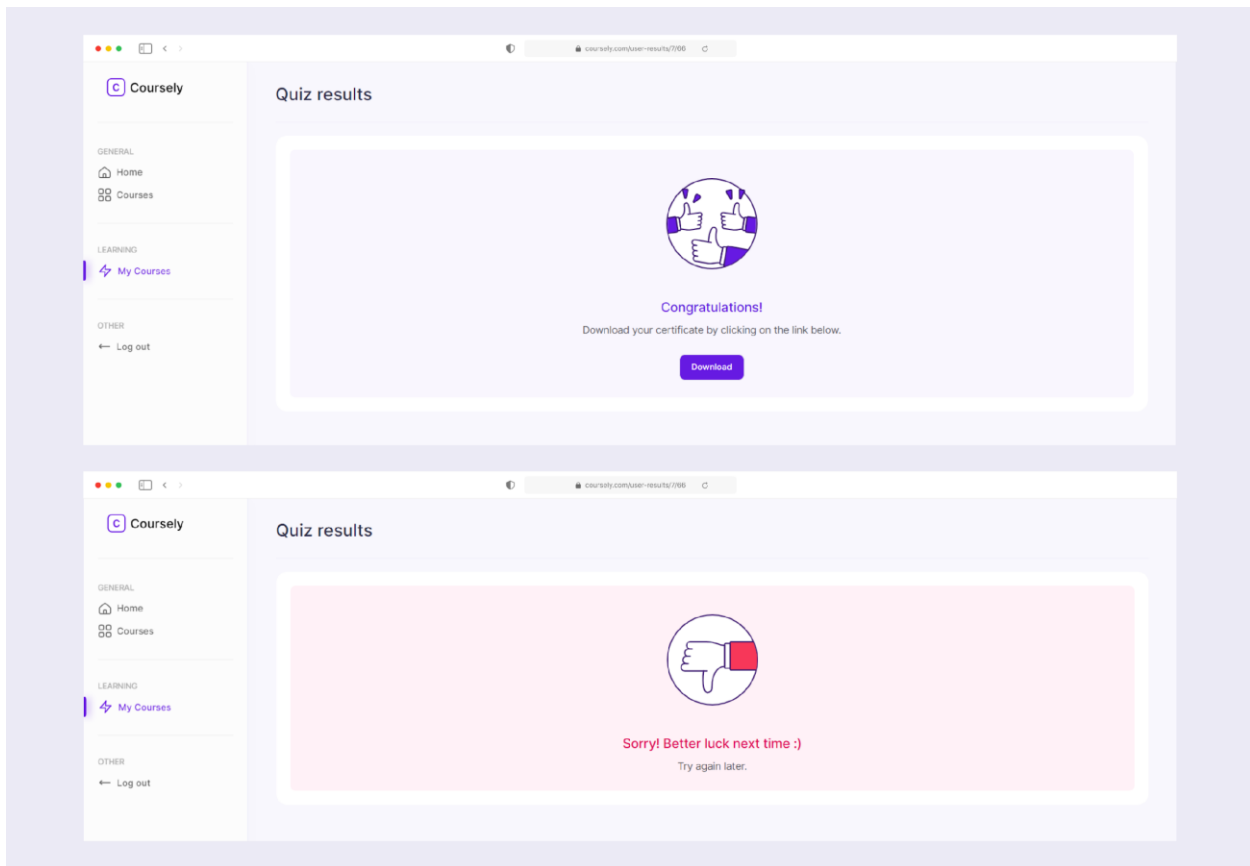 coursely.com/user-results/7/66
C Coursely
Quiz results
GENERAL
Home
Courses
LEARNING
My Courses
OTHER
← Log out
Congratulations!
Download your certificate by clicking on the link below.
Download
coursely.com/user-results/7/66
C Coursely
Quiz results
GENERAL
Home
Courses
LEARNING
My Courses
OTHER
← Log out
Sorry! Better luck next time :)
Try again later.